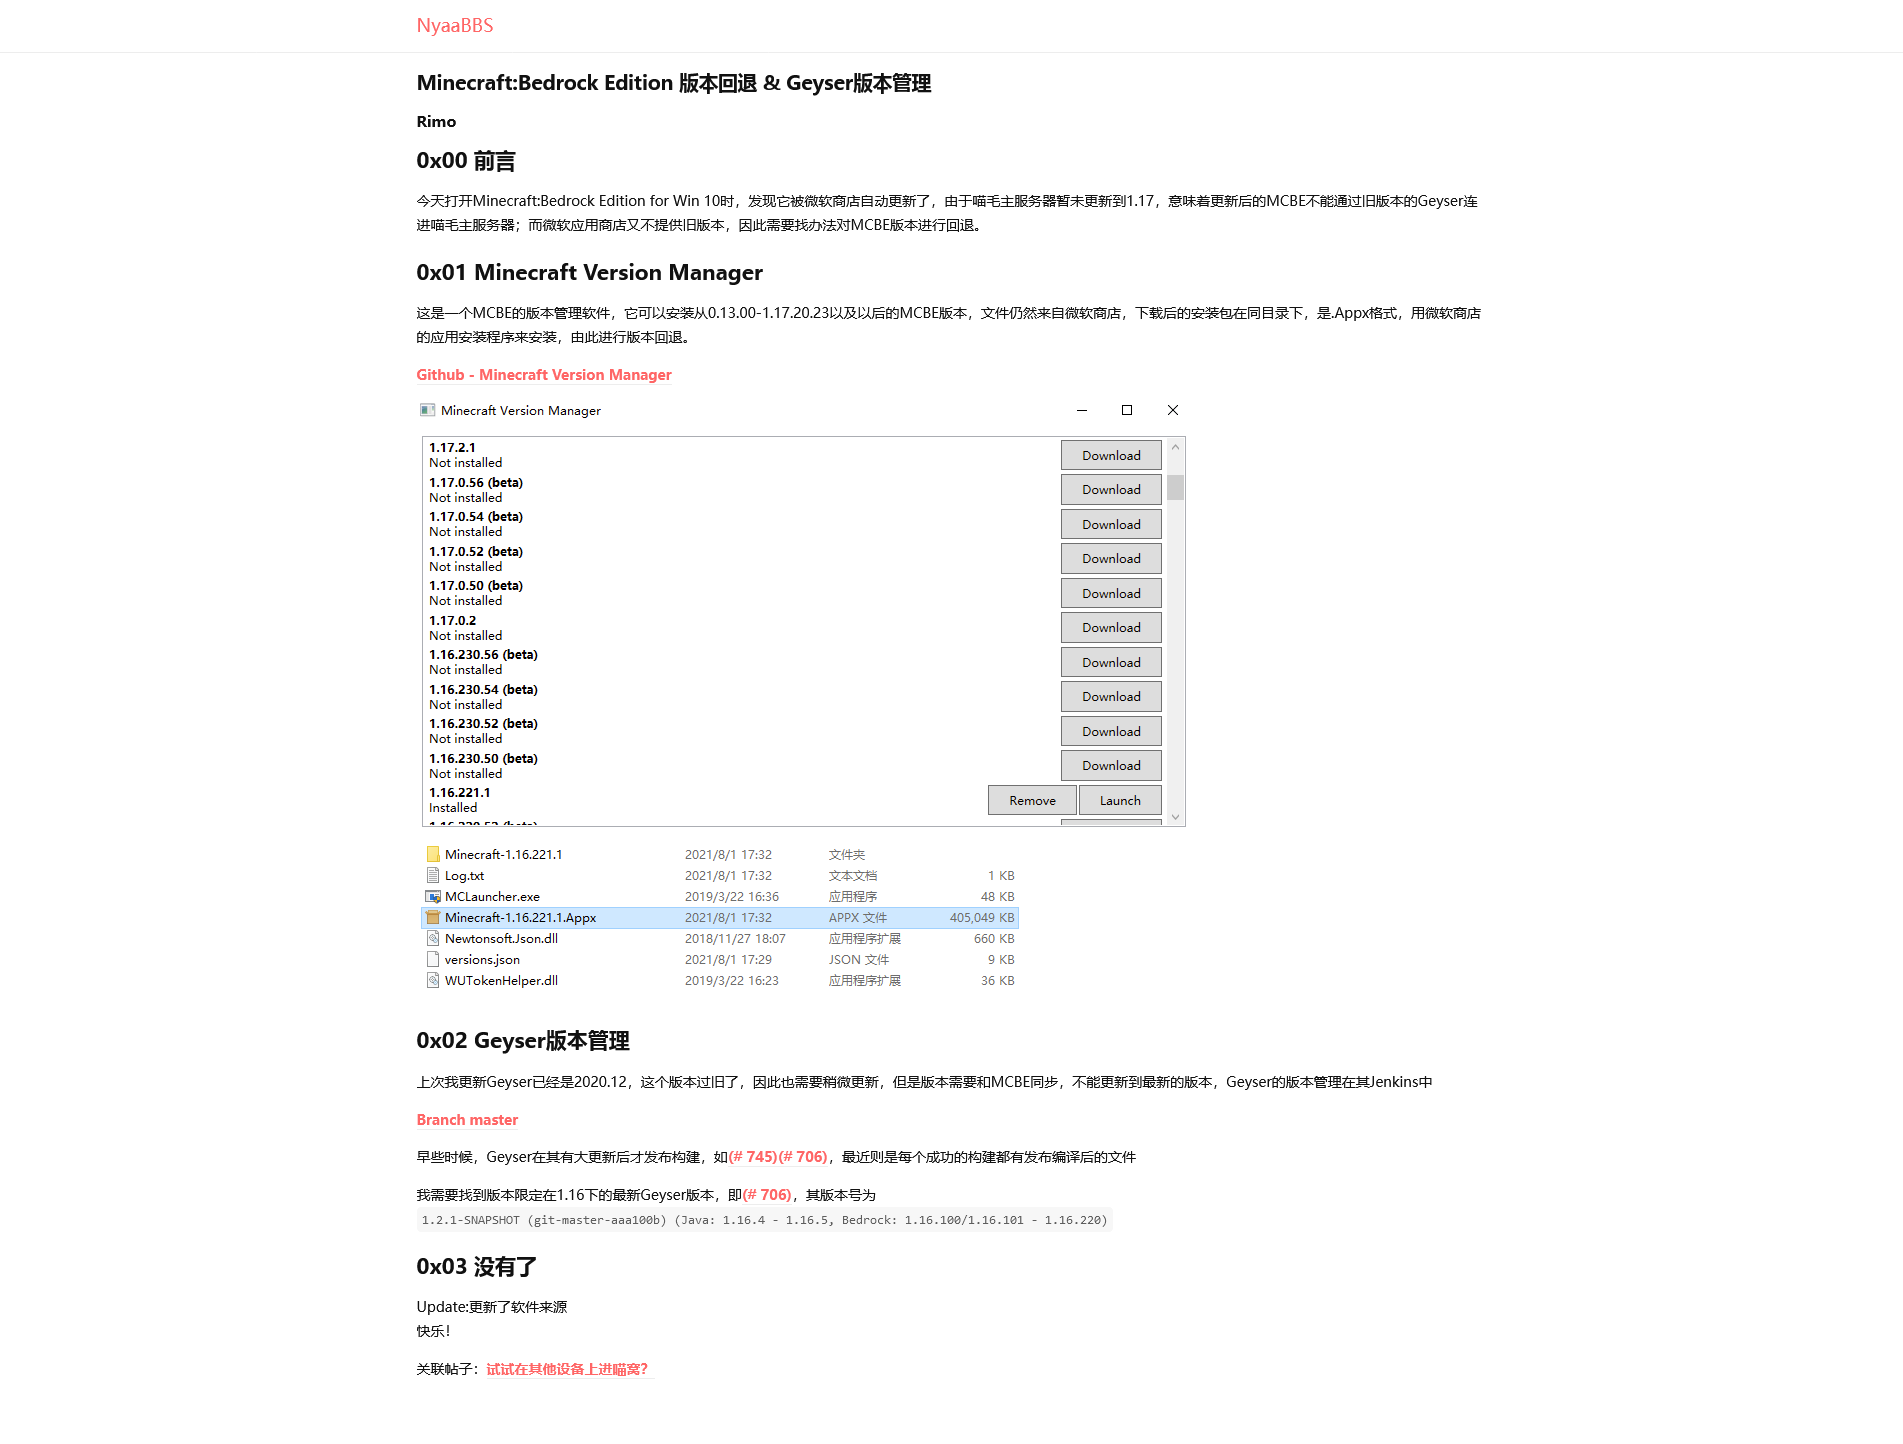 NyaaBBS
Minecraft:Bedrock Edition 版本回退 & Geyser版本管理
Rimo
0x00 前言
今天打开Minecraft:Bedrock Edition for Win 10时，发现它被微软商店自动更新了，由于喵毛主服务器暂未更新到1.17，意味着更新后的MCBE不能通过旧版本的Geyser连
进喵毛主服务器；而微软应用商店又不提供旧版本，因此需要找办法对MCBE版本进行回退。
0x01 Minecraft Version Manager
这是一个MCBE的版本管理软件，它可以安装从0.13.00-1.17.20.23以及以后的MCBE版本，文件仍然来自微软商店，下载后的安装包在同目录下，是.Appx格式，用微软商店
的应用安装程序来安装，由此进行版本回退。
Github - Minecraft Version Manager
Minecraft Version Manager
1.17.2.1
Not installed Download
1.17.0.56 (beta)
Not installed Download
1.17.0.54 (beta)
Not installed Download
1.17.0.52 (beta)
Not installed Download
1.17.0.50 (beta)
Not installed Download
1.17.0.2
Not installed Download
1.16.230.56 (beta)
Not installed Download
1.16.230.54 (beta)
Not installed Download
1.16.230.52 (beta)
Not installed Download
1.16.230.50 (beta)
Not installed Download
1.16.221.1
Installed Remove Launch
Minecraft-1.16.221.1 2021/8/1 17:32 文件夹
Log.txt 2021/8/1 17:32 文本文档 1 KB
MCLauncher.exe 2019/3/22 16:36 应用程序 48 KB
Minecraft-1.16.221.1.Appx 2021/8/1 17:32 APPX 文件 405,049 KB
Newtonsoft.Json.dll 2018/11/27 18:07 应用程序扩展 660 KB
versions.json 2021/8/1 17:29 JSON 文件 9 KB
WUTokenHelper.dll 2019/3/22 16:23 应用程序扩展 36 KB
0x02 Geyser版本管理
上次我更新Geyser已经是2020.12，这个版本过旧了，因此也需要稍微更新，但是版本需要和MCBE同步，不能更新到最新的版本，Geyser的版本管理在其Jenkins中
Branch master
早些时候，Geyser在其有大更新后才发布构建，如(# 745)(# 706)，最近则是每个成功的构建都有发布编译后的文件
我需要找到版本限定在1.16下的最新Geyser版本，即(# 706)，其版本号为
1.2.1-SNAPSHOT (git-master-aaa100b) (Java: 1.16.4 - 1.16.5, Bedrock: 1.16.100/1.16.101 - 1.16.220)
0x03 没有了
Update:更新了软件来源
快乐！
关联帖子：试试在其他设备上进喵窝？